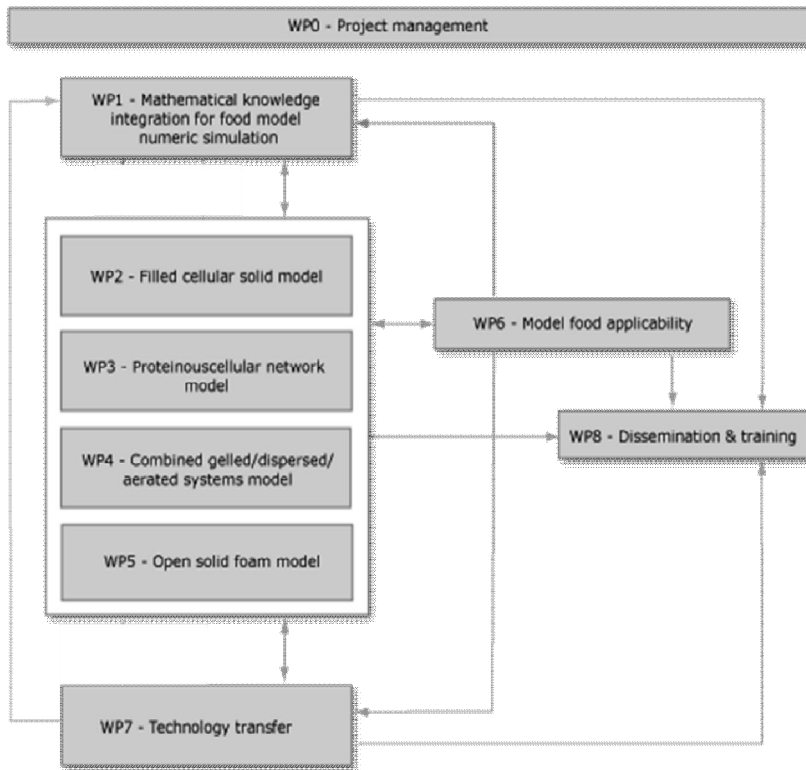 WP0 - Project management
WP1 - Mathematical knowledge
integration for food model
numeric simulation
WP2 - Filled cellular solid model
WP3 - Proteinouscellular network
model
WP4 - Combined gelled/dispersed/
aerated systems model
WP5 - Open solid foam model
WP6 - Model food applicability
WP8 - Dissemination & training
WP7 - Technology transfer